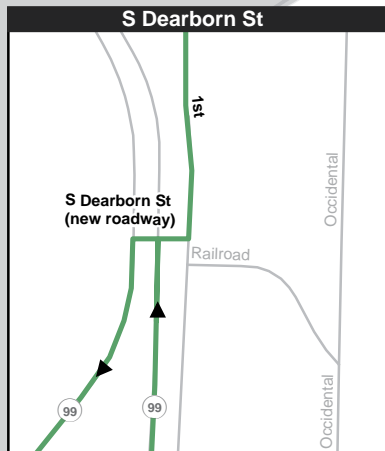 S Dearborn St
1st
S Dearborn St
(new roadway)
Occidental
Railroad
Occidental
99
99